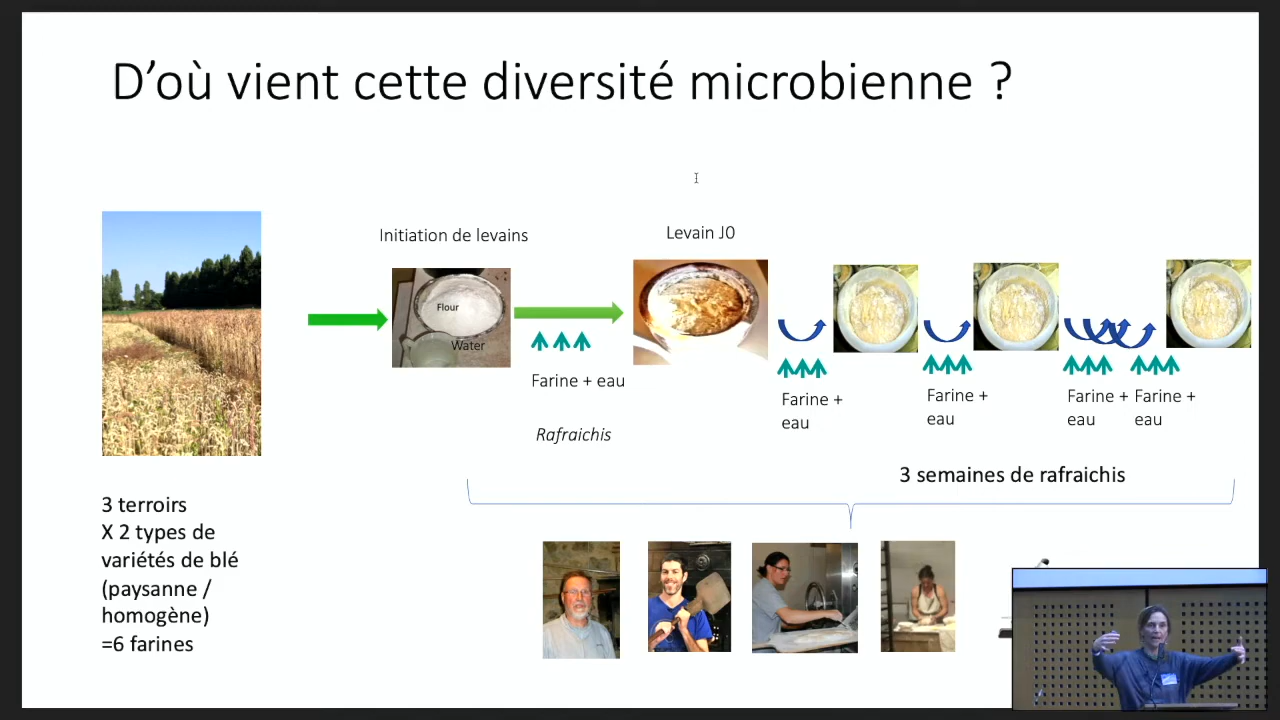 D'où vient cette diversité microbienne ?
Initiation de levains
Levain J0
Flour
Water
Farine + eau
Rafraichis
Farine +
eau
Farine +
eau
Farine +
eau
Farine +
eau
3 semaines de rafraichis
3 terroirs
X 2 types de
variétés de blé
(paysanne /
homogène)
=6 farines